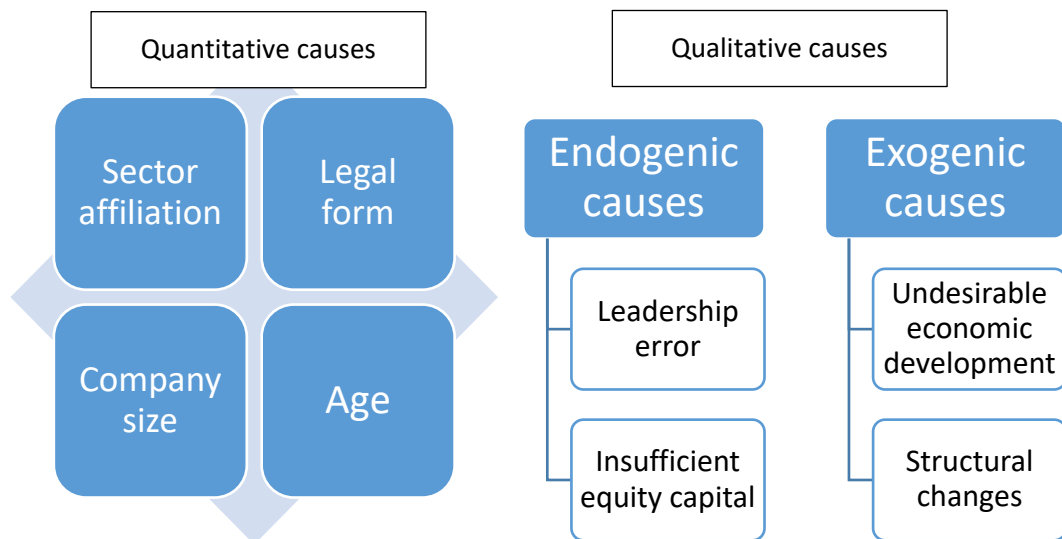 Quantitative causes
Sector
affiliation
Legal
form
Company
size
Age
Qualitative causes
Endogenic
causes
Leadership
error
Insufficient
equity capital
Exogenic
causes
Undesirable
economic
development
Structural
changes